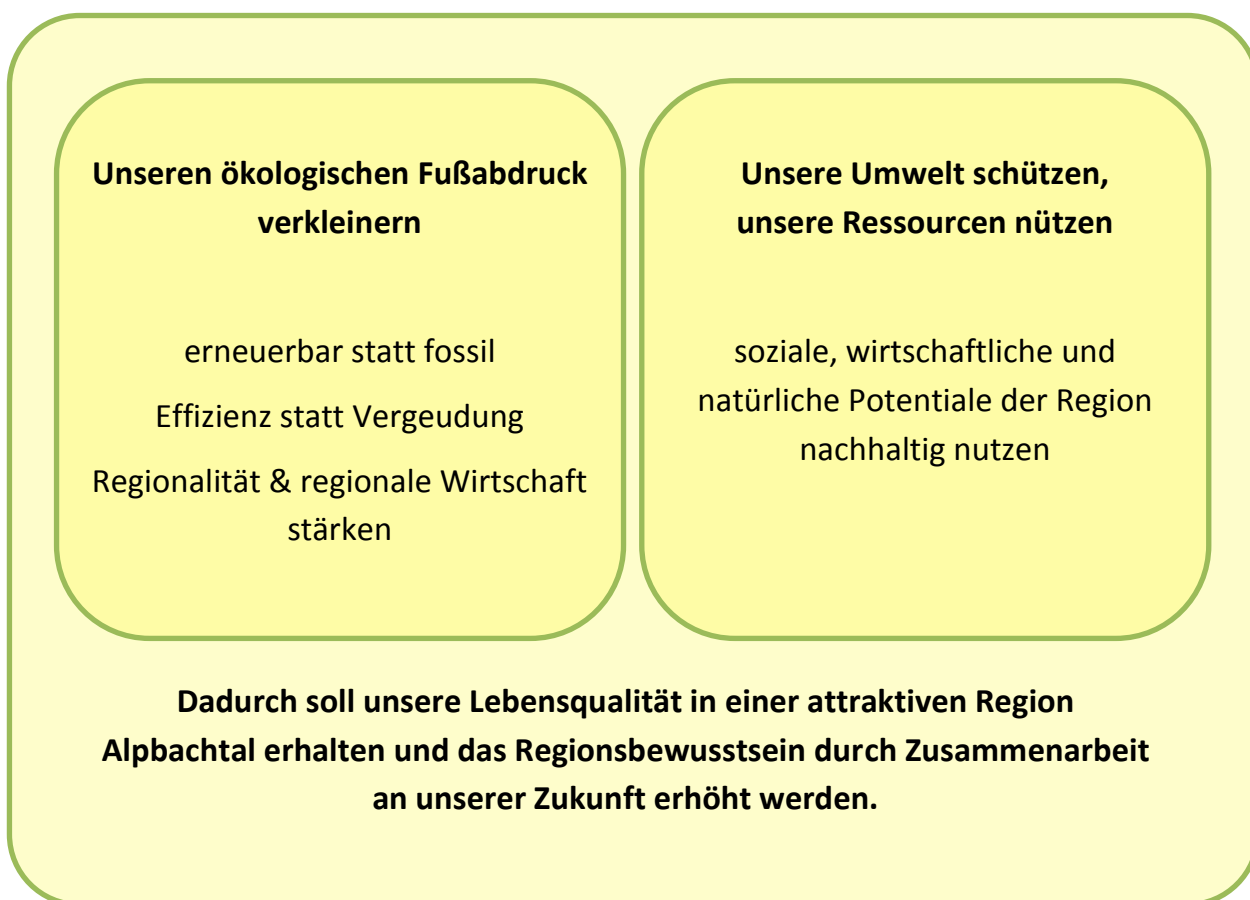 Unseren ökologischen Fußabdruck
verkleinern
erneuerbar statt fossil
Effizienz statt Vergeudung
Regionalität & regionale Wirtschaft
stärken
Unsere Umwelt schützen,
unsere Ressourcen nützen
soziale, wirtschaftliche und
natürliche Potentiale der Region
nachhaltig nutzen
Dadurch soll unsere Lebensqualität in einer attraktiven Region
Alpbachtal erhalten und das Regionsbewusstsein durch Zusammenarbeit
an unserer Zukunft erhöht werden.